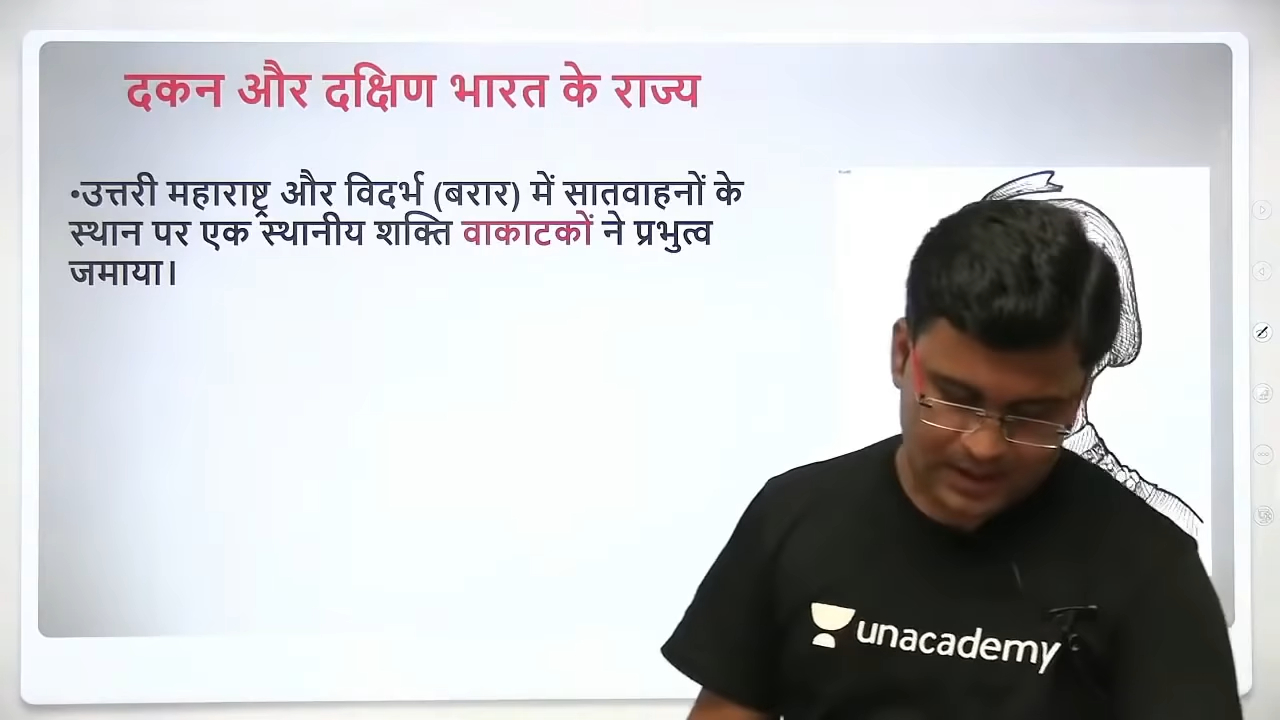 दकन और दक्षिण भारत के राज्य
•उत्तरी महाराष्ट्र और विदर्भ (बरार) में सातवाहनों के
स्थान पर एक स्थानीय शक्ति वाकाटकों ने प्रभुत्व
जमाया।
unacademy